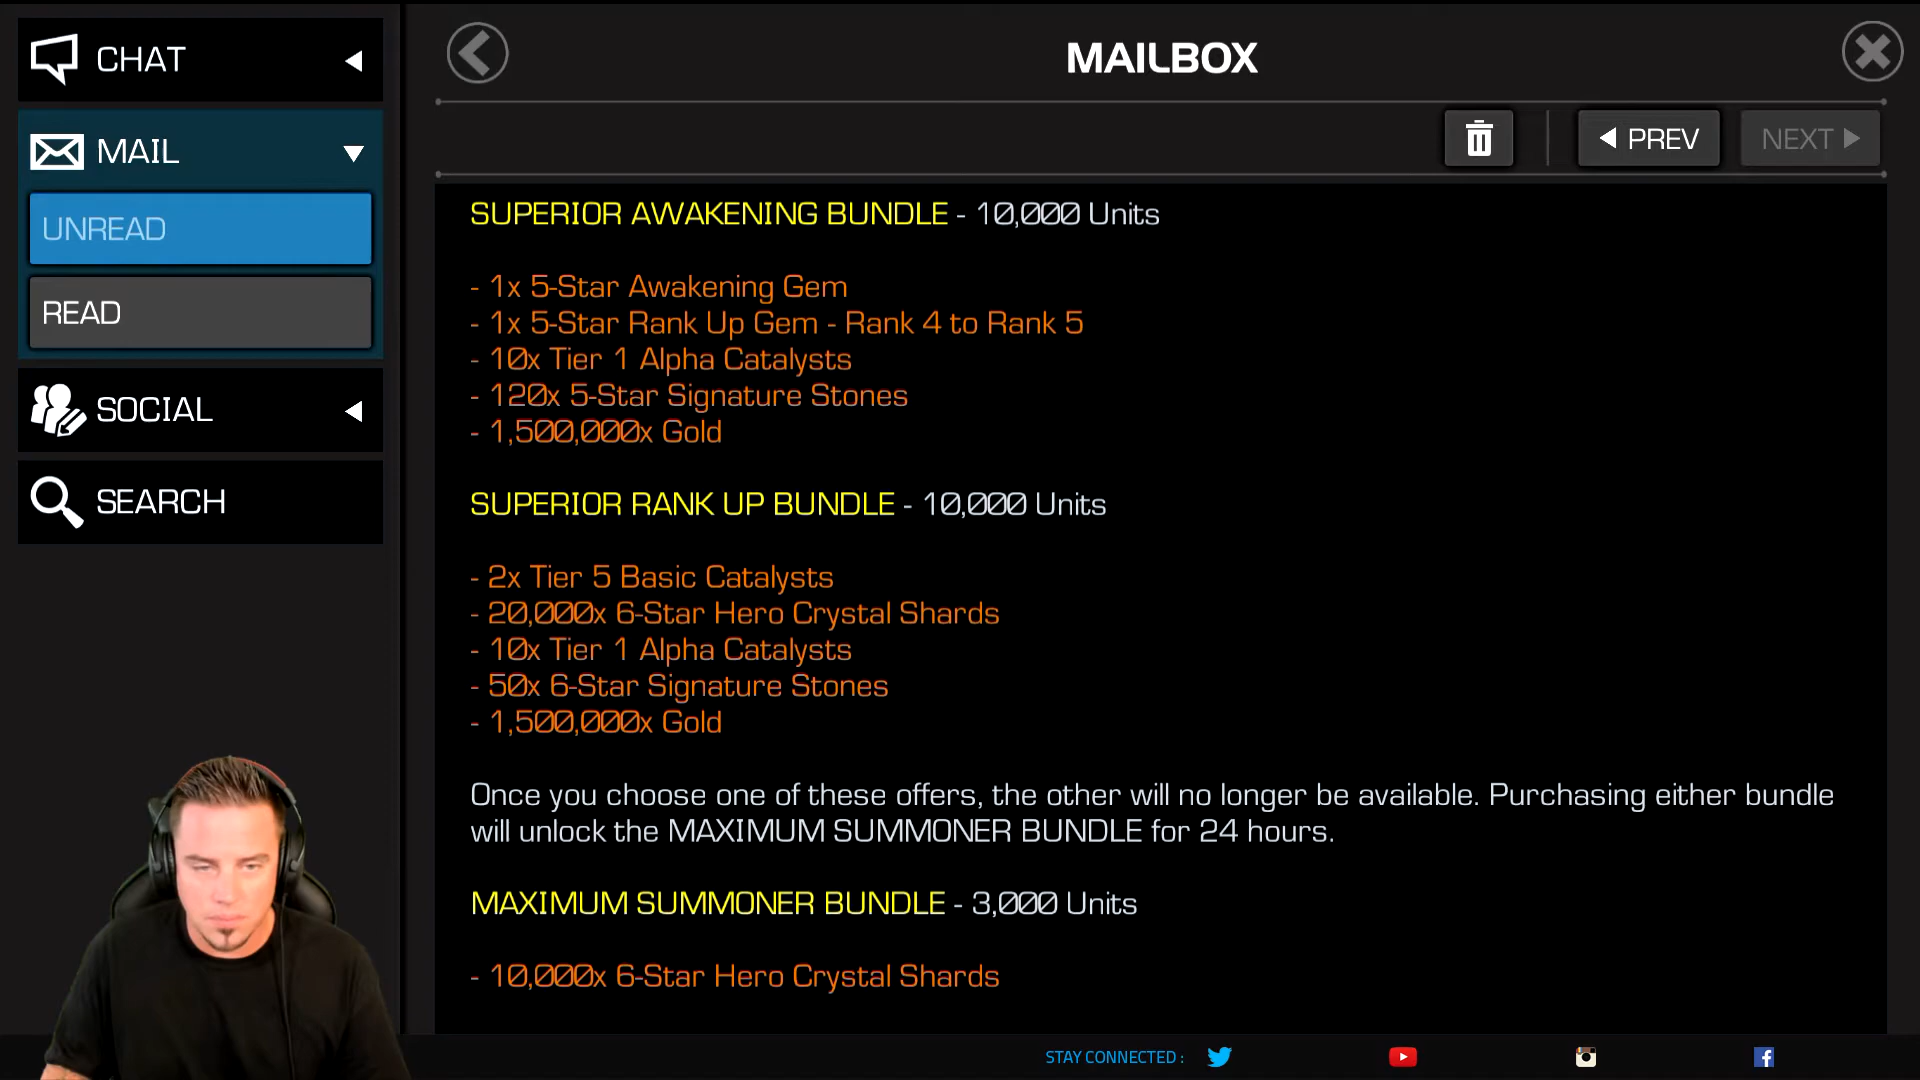 CHAT
MAILBOX
MAIL
PREV
NEXT
UNREAD
READ
SOCIAL
SEARCH
SUPERIOR AWAKENING BUNDLE - 10,000 Units
- 1x 5-Star Awakening Gem
- 1x 5-Star Rank Up Gem - Rank 4 to Rank 5
- 10x Tier 1 Alpha Catalysts
- 120x 5-Star Signature Stones
- 1,500,000x Gold
SUPERIOR RANK UP BUNDLE - 10,000 Units
- 2x Tier 5 Basic Catalysts
- 20,000x 6-Star Hero Crystal Shards
- 10x Tier 1 Alpha Catalysts
- 50x 6-Star Signature Stones
- 1,500,000x Gold
Once you choose one of these offers, the other will no longer be available. Purchasing either bundle
will unlock the MAXIMUM SUMMONER BUNDLE for 24 hours.
MAXIMUM SUMMONER BUNDLE - 3,000 Units
- 10,000x 6-Star Hero Crystal Shards
STAY CONNECTED :